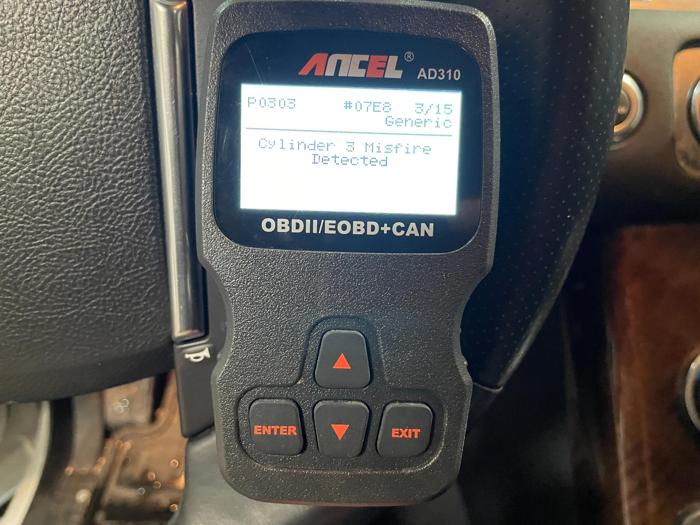 ANCEL®
AD310
P0303 #07E8 3/15
Generic
Cylinder 3 Misfire
Detected
OBDII/EOBD+CAN
ENTER
EXIT